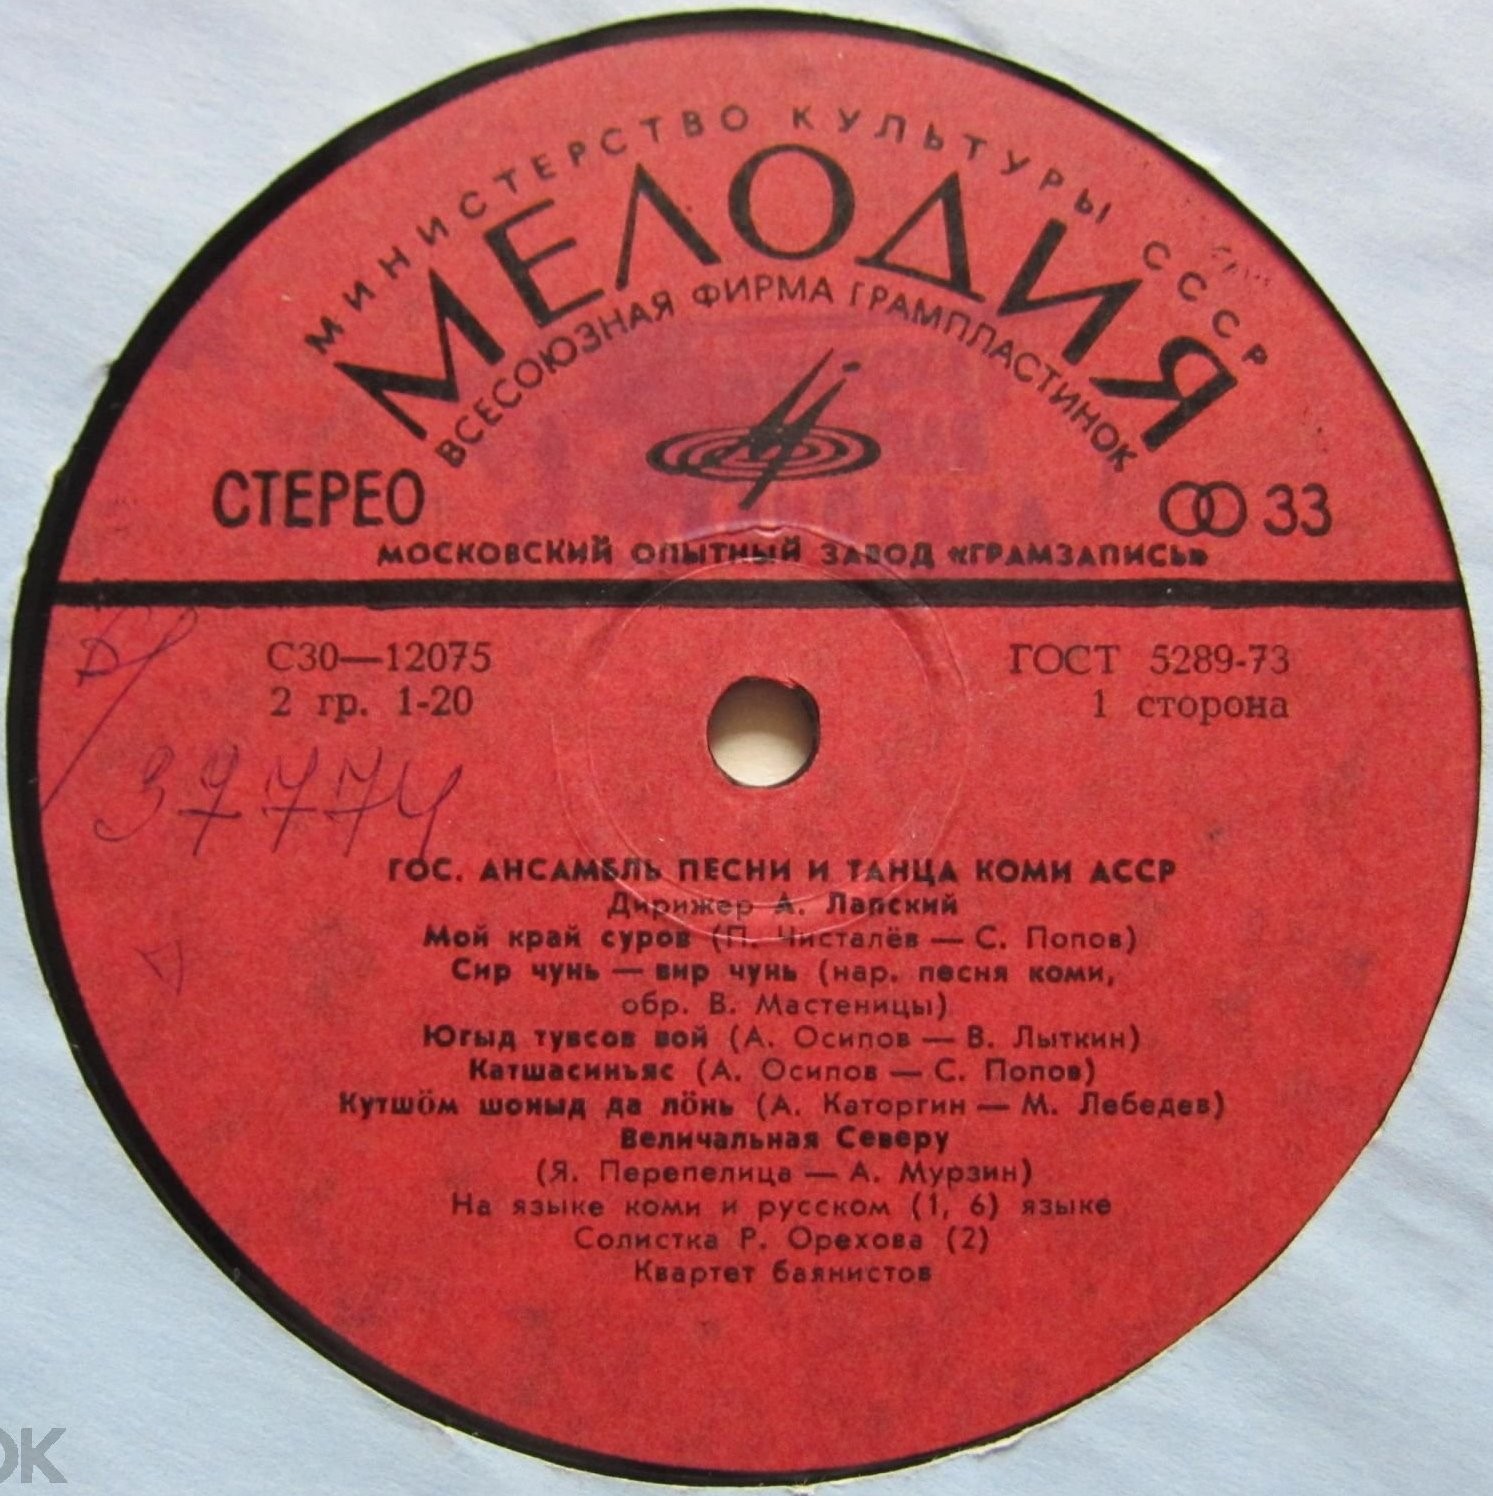 МИНИСТЕРСТВО КУЛЬТУРЫ СССР
МЕЛОДИЯ
ВСЕСОЮЗНАЯ ФИРМА ГРАМПЛАСТИНОК
СТЕРЕО
33
МОСКОВСКИЙ ОПЫТНЫЙ ЗАВОД «ГРАМЗАПИСЬ»
С30—12075
ГОСТ 5289-73
2 гр. 1-20
1 сторона
37774
ГОС. АНСАМБЛЬ ПЕСНИ И ТАНЦА КОМИ АССР
Дирижер А. Лапский
Мой край суров (П. Чисталёв — С. Попов)
Сир чунь — вир чунь (нар. песня коми,
обр. В. Мастеницы)
Югыд тувсов вой (А. Осипов — В. Лыткин)
Катшасинъяс (А. Осипов — С. Попов)
Кутшӧм шоныд да лӧнь (А. Каторгин — М. Лебедев)
Величальная Северу
(Я. Перепелица — А. Мурзин)
На языке коми и русском (1, 6) языке
Солистка Р. Орехова (2)
Квартет баянистов